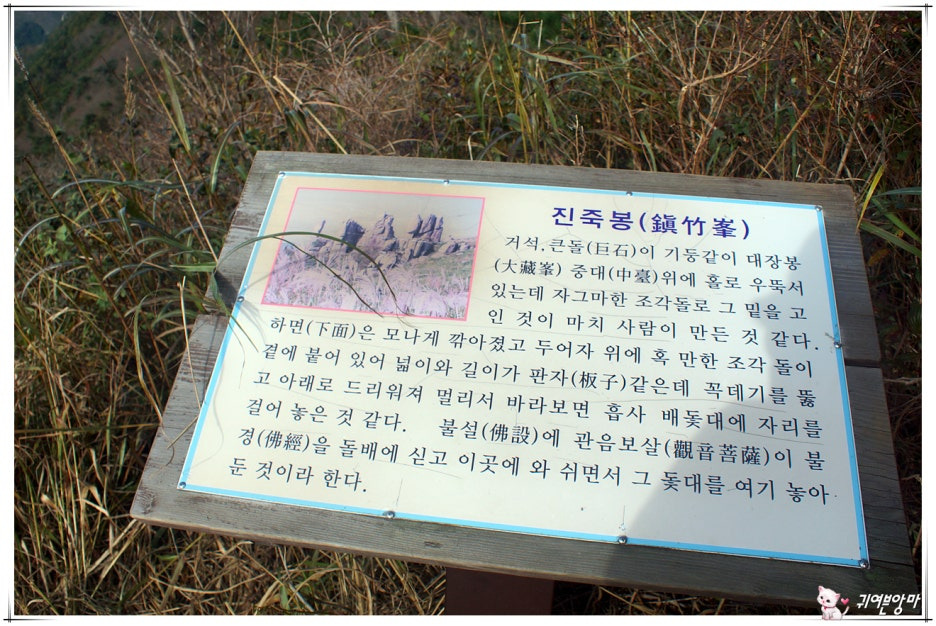 진죽봉(鎭竹峯)
거석,큰돌(巨石)이 기둥같이 대장봉
(大藏峯) 중대(中臺)위에 홀로 우뚝서
있는데 자그마한 조각돌로 그 밑을 고
인 것이 마치 사람이 만든 것 같다.
하면(下面)은 모나게 깎아졌고 두어자 위에 혹 만한 조각 돌이
곁에 붙어 있어 넓이와 길이가 판자(板子)같은데 꼭데기를 뚫
고 아래로 드리워져 멀리서 바라보면 흡사 배돛대에 자리를
걸어 놓은 것 같다. 불설(佛設)에 관음보살(觀音菩薩)이 불
경(佛經)을 돌배에 싣고 이곳에 와 쉬면서 그 돛대를 여기 놓아
둔 것이라 한다.
귀여븐앙마